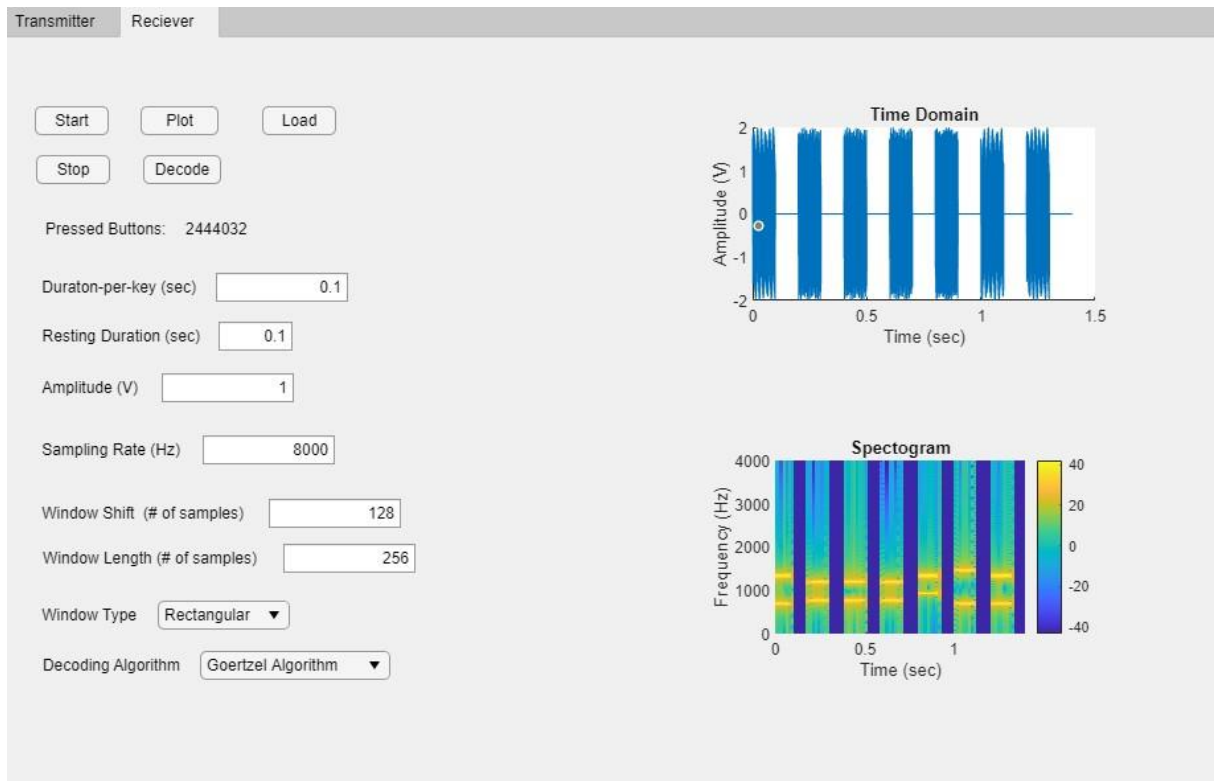 Transmitter Reciever
Start Plot Load
Stop Decode
Pressed Buttons: 2444032
Duraton-per-key (sec) 0.1
Resting Duration (sec) 0.1
Amplitude (V) 1
Sampling Rate (Hz) 8000
Window Shift (# of samples) 128
Window Length (# of samples) 256
Window Type Rectangular
Decoding Algorithm Goertzel Algorithm
Time Domain
Amplitude (V)
2
1
0
-1
-2
0 0.5 1 1.5
Time (sec)
Spectogram
Frequency (Hz)
4000
3000
2000
1000
0
0 0.5 1
Time (sec)
40
20
0
-20
-40